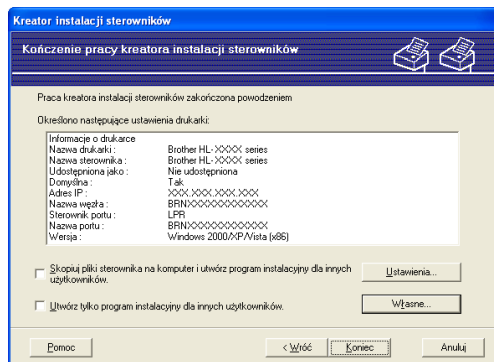 Kreator instalacji sterowników
Kończenie pracy kreatora instalacji sterowników
Praca kreatora instalacji sterowników zakończona powodzeniem
Określono następujące ustawienia drukarki:
Informacje o drukarce
Nazwa drukarki : Brother HL-XXXX series
Nazwa sterownika : Brother HL-XXXX series
Udostępniona jako : Nie udostępniona
Domyślna : Tak
Adres IP : XXX.XXX.XXX.XXX
Nazwa węzła : BRNXXXXXXXXXXXX
Sterownik portu : LPR
Nazwa portu : BRNXXXXXXXXXXXX
Wersja : Windows 2000/XP/Vista (x86)
Skopiuj pliki sterownika na komputer i utwórz program instalacyjny dla innych
użytkowników.
Ustawienia...
Utwórz tylko program instalacyjny dla innych użytkowników.
Własne...
Pomoc
< Wróć
Koniec
Anuluj